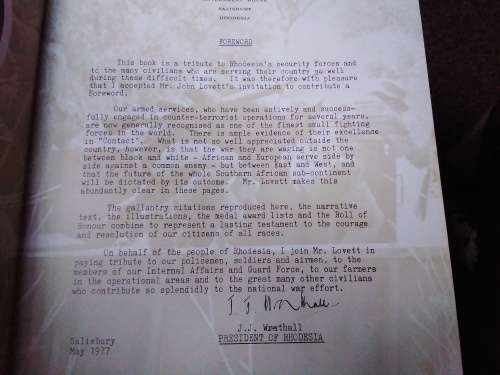 GOVERNMENT HOUSE
SALISBURY
RHODESIA
FOREWORD
This book is a tribute to Rhodesia's security forces and
to the many civilians who are serving their country so well
during these difficult times. It was therefore with pleasure
that I accepted Mr. John Lovett's invitation to contribute a
Foreword.
Our armed services, who have been actively and success-
fully engaged in counter-terrorist operations for several years,
are now generally recognised as one of the finest small fighting
forces in the world. There is ample evidence of their excellence
in "Contact". What is not so well appreciated outside the
country, however, is that the war they are waging is not one
between black and white - African and European serve side by
side against a common enemy - but between East and West, and
that the future of the whole Southern African sub-continent
will be dictated by its outcome. Mr. Lovett makes this
abundantly clear in these pages.
The gallantry citations reproduced here, the narrative
text, the illustrations, the medal award lists and the Roll of
Honour combine to represent a lasting testament to the courage
and resolution of our citizens of all races.
On behalf of the people of Rhodesia, I join Mr. Lovett in
paying tribute to our policemen, soldiers and airmen, to the
members of our Internal Affairs and Guard Force, to our farmers
in the operational areas and to the great many other civilians
who contribute so splendidly to the national war effort.
J.J. Wrathall
PRESIDENT OF RHODESIA
Salisbury
May 1977